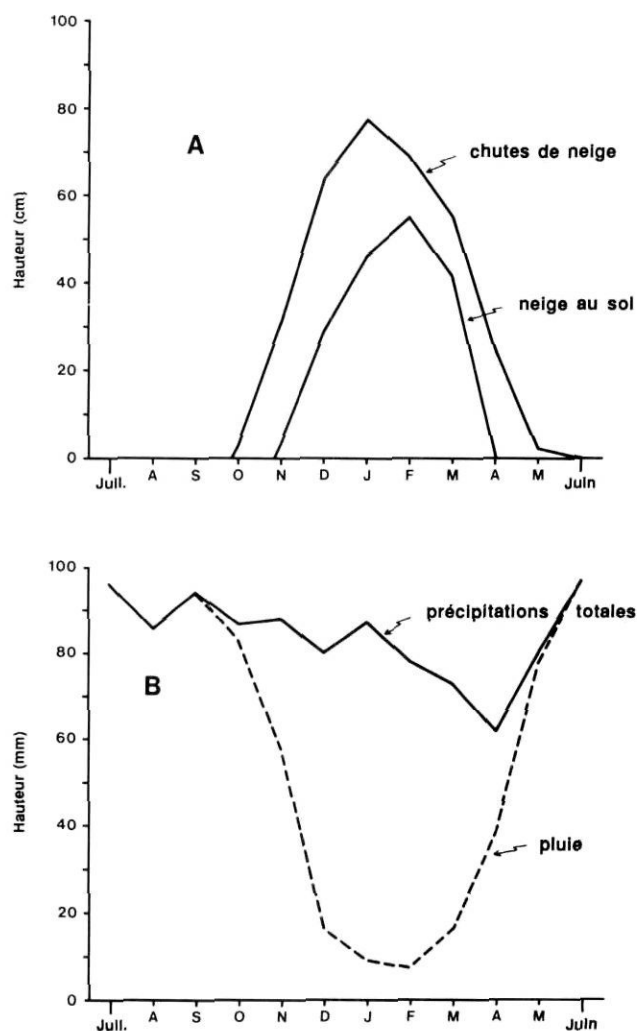 100
80
60
40
20
0
Hauteur (cm)
A
chutes de neige
neige au sol
Juil. A S O N D J F M A M Juin
100
80
60
40
20
0
Hauteur (mm)
B
précipitations totales
pluie
Juil. A S O N D J F M A M Juin